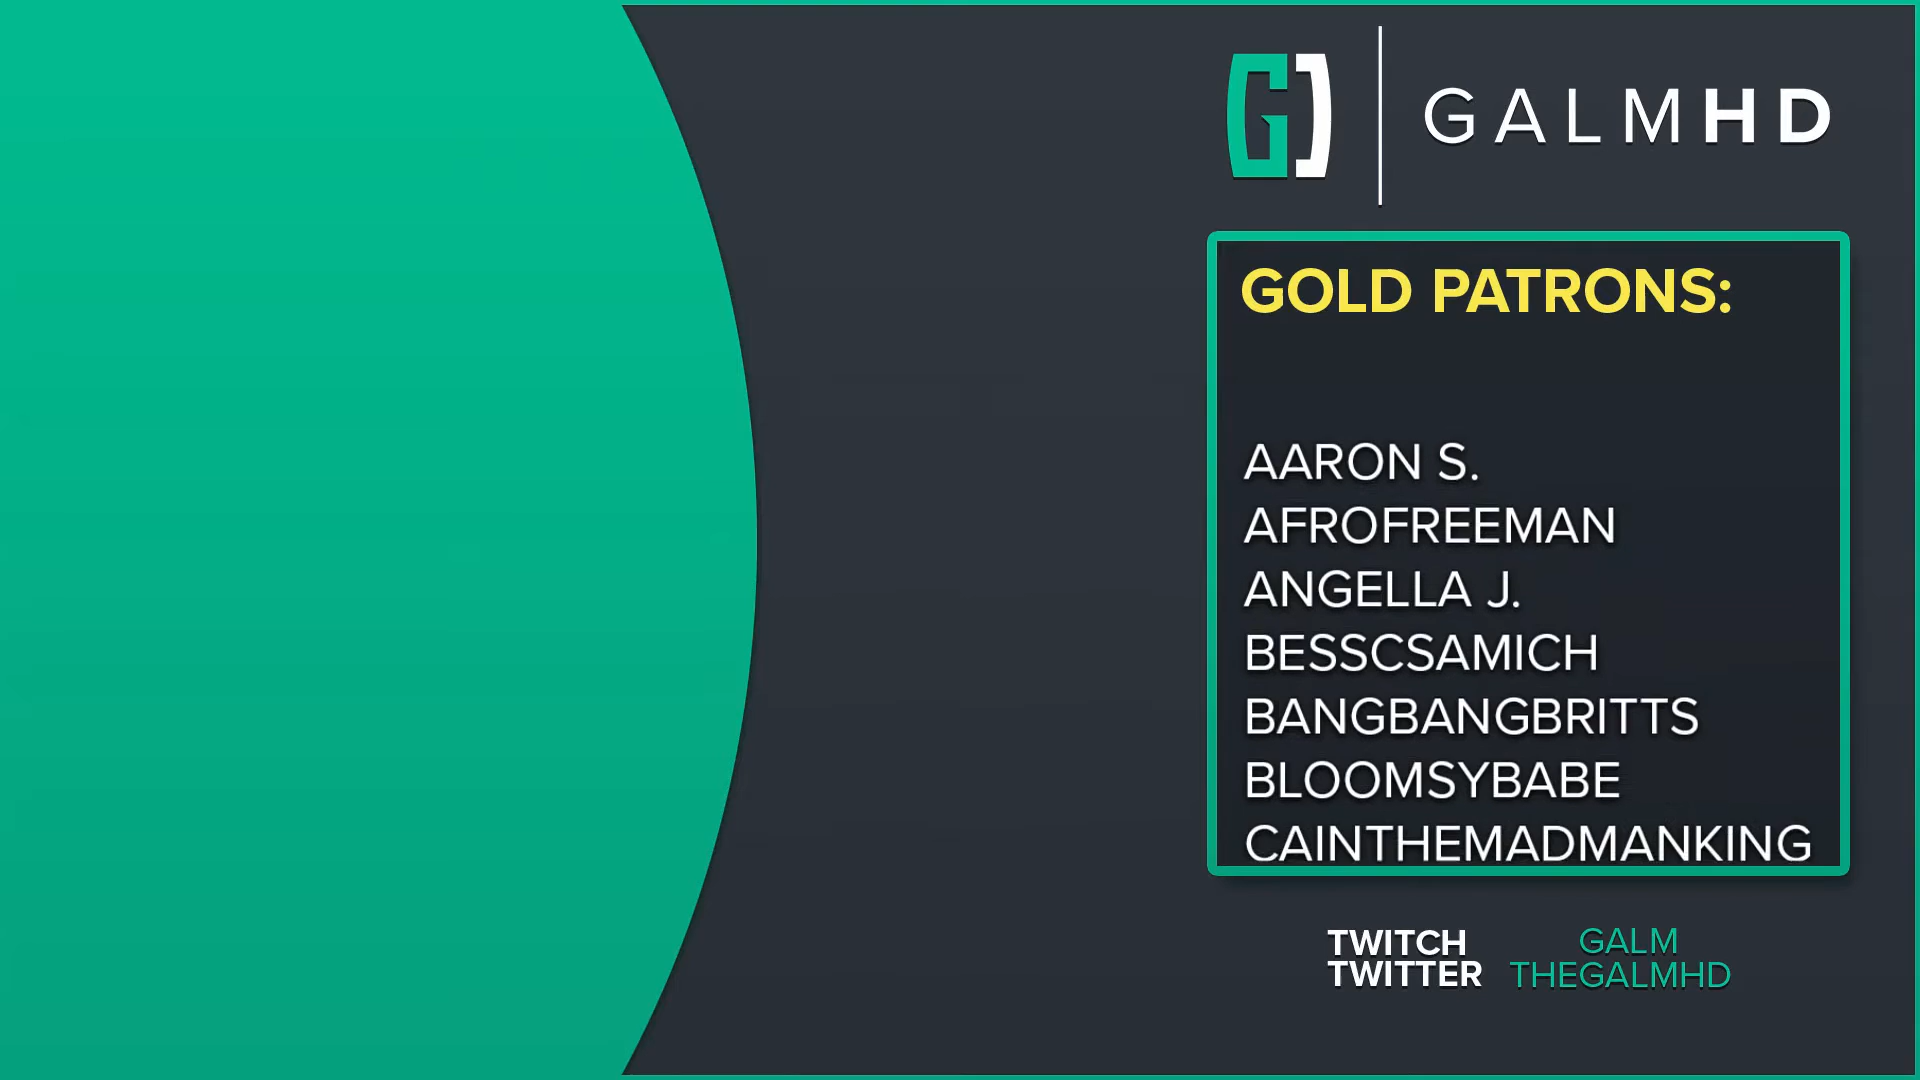 GALMHD
GOLD PATRONS:
AARON S.
AFROFREEMAN
ANGELLA J.
BESSCSAMICH
BANGBANGBRITTS
BLOOMSYBABE
CAINTHEMADMANKING
TWITCH GALM
TWITTER THEGALMHD